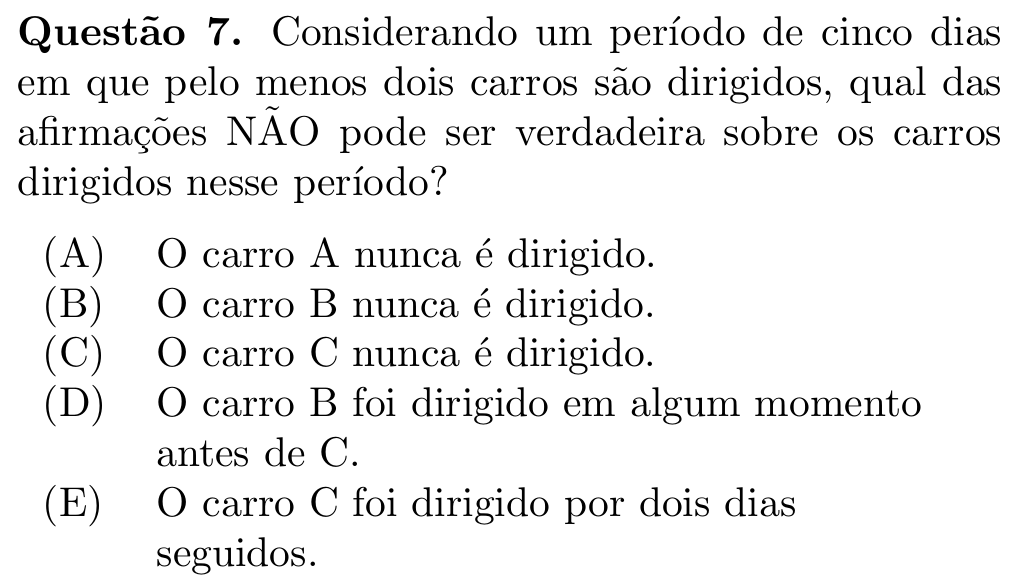 Questão 7. Considerando um período de cinco dias
em que pelo menos dois carros são dirigidos, qual das
afirmações NÃO pode ser verdadeira sobre os carros
dirigidos nesse período?
(A) O carro A nunca é dirigido.
(B) O carro B nunca é dirigido.
(C) O carro C nunca é dirigido.
(D) O carro B foi dirigido em algum momento
antes de C.
(E) O carro C foi dirigido por dois dias
seguidos.